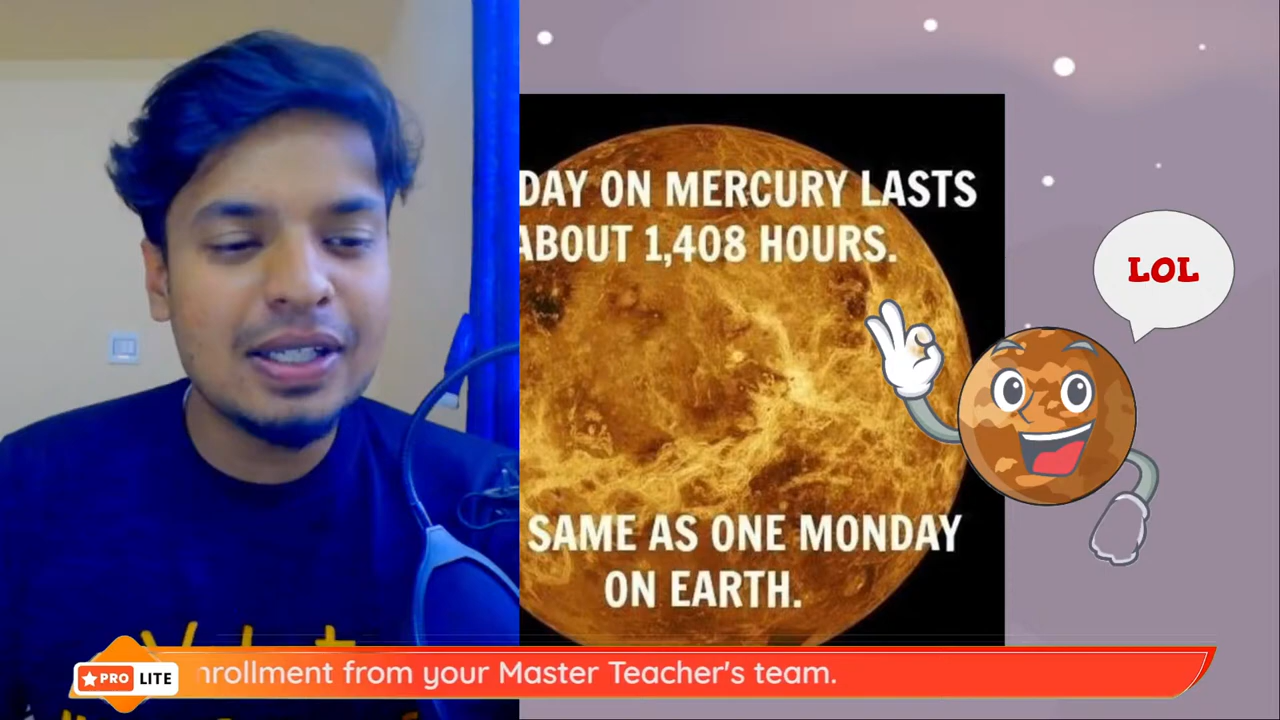 DAY ON MERCURY LASTS
ABOUT 1,408 HOURS.
LOL
SAME AS ONE MONDAY
ON EARTH.
nrollment from your Master Teacher's team.
PRO LITE